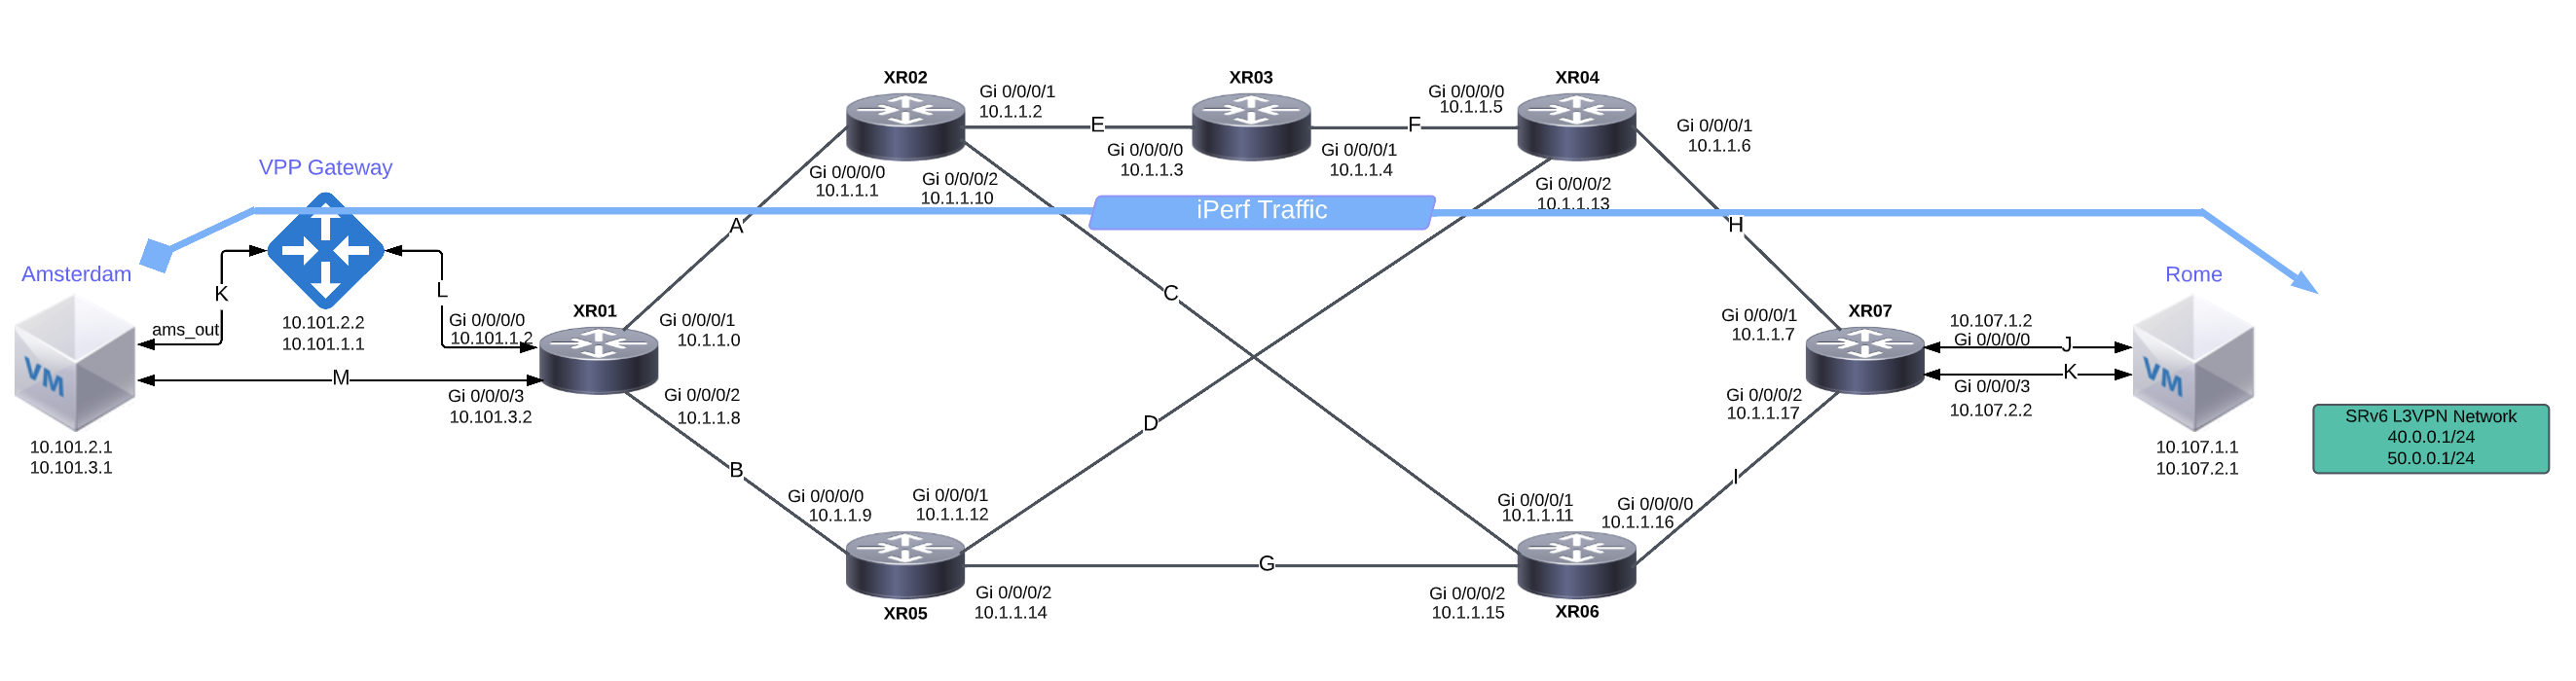 XR02
XR03
XR04
Gi 0/0/0/1
10.1.1.2
E
Gi 0/0/0/0
10.1.1.3
F
Gi 0/0/0/1
10.1.1.4
Gi 0/0/0/0
10.1.1.5
Gi 0/0/0/1
10.1.1.6
Gi 0/0/0/0
10.1.1.1
Gi 0/0/0/2
10.1.1.10
Gi 0/0/0/2
10.1.1.13
VPP Gateway
iPerf Traffic
A
H
C
D
Amsterdam
K
ams_out
10.101.2.2
10.101.1.1
L
Gi 0/0/0/0
10.101.1.2
XR01
Gi 0/0/0/1
10.1.1.0
M
Gi 0/0/0/3
10.101.3.2
Gi 0/0/0/2
10.1.1.8
VM
10.101.2.1
10.101.3.1
B
Rome
XR07
Gi 0/0/0/1
10.1.1.7
10.107.1.2
Gi 0/0/0/0
J
K
Gi 0/0/0/3
10.107.2.2
Gi 0/0/0/2
10.1.1.17
VM
10.107.1.1
10.107.2.1
SRv6 L3VPN Network
40.0.0.1/24
50.0.0.1/24
I
Gi 0/0/0/0
10.1.1.9
Gi 0/0/0/1
10.1.1.12
Gi 0/0/0/1
10.1.1.11
Gi 0/0/0/0
10.1.1.16
G
Gi 0/0/0/2
10.1.1.14
Gi 0/0/0/2
10.1.1.15
XR05
XR06